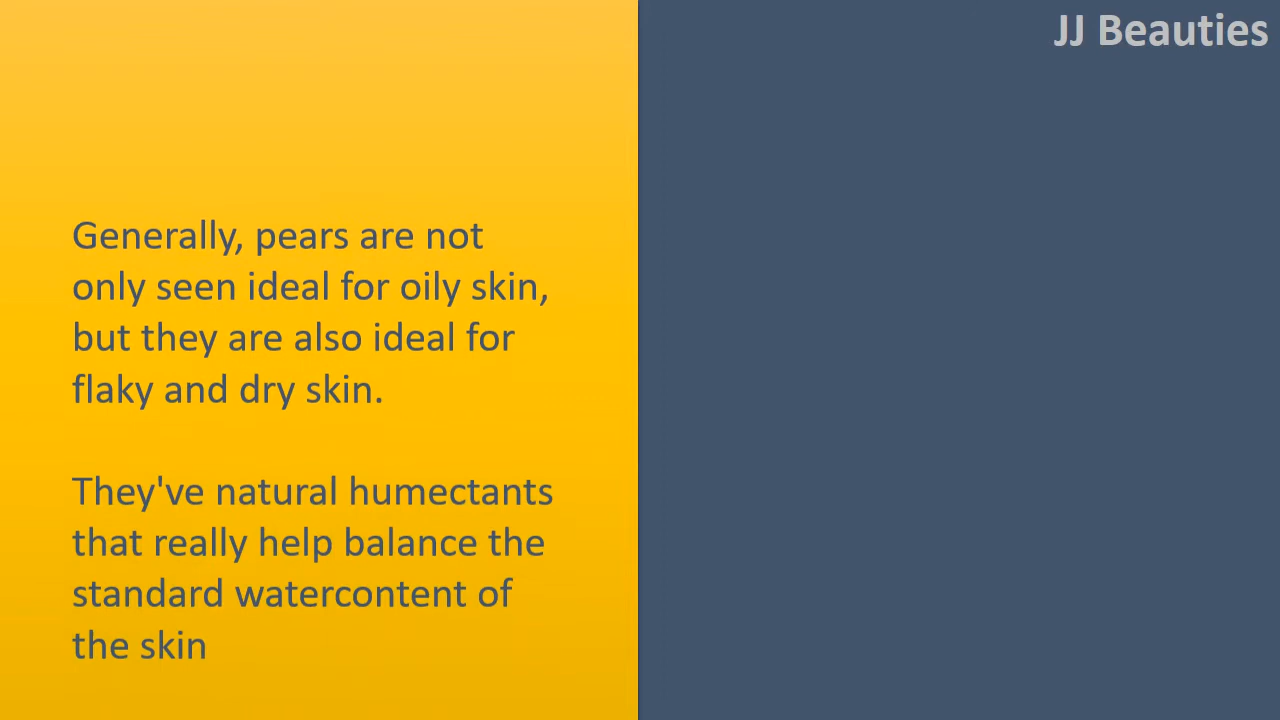 JJ Beauties
Generally, pears are not
only seen ideal for oily skin,
but they are also ideal for
flaky and dry skin.
They've natural humectants
that really help balance the
standard watercontent of
the skin